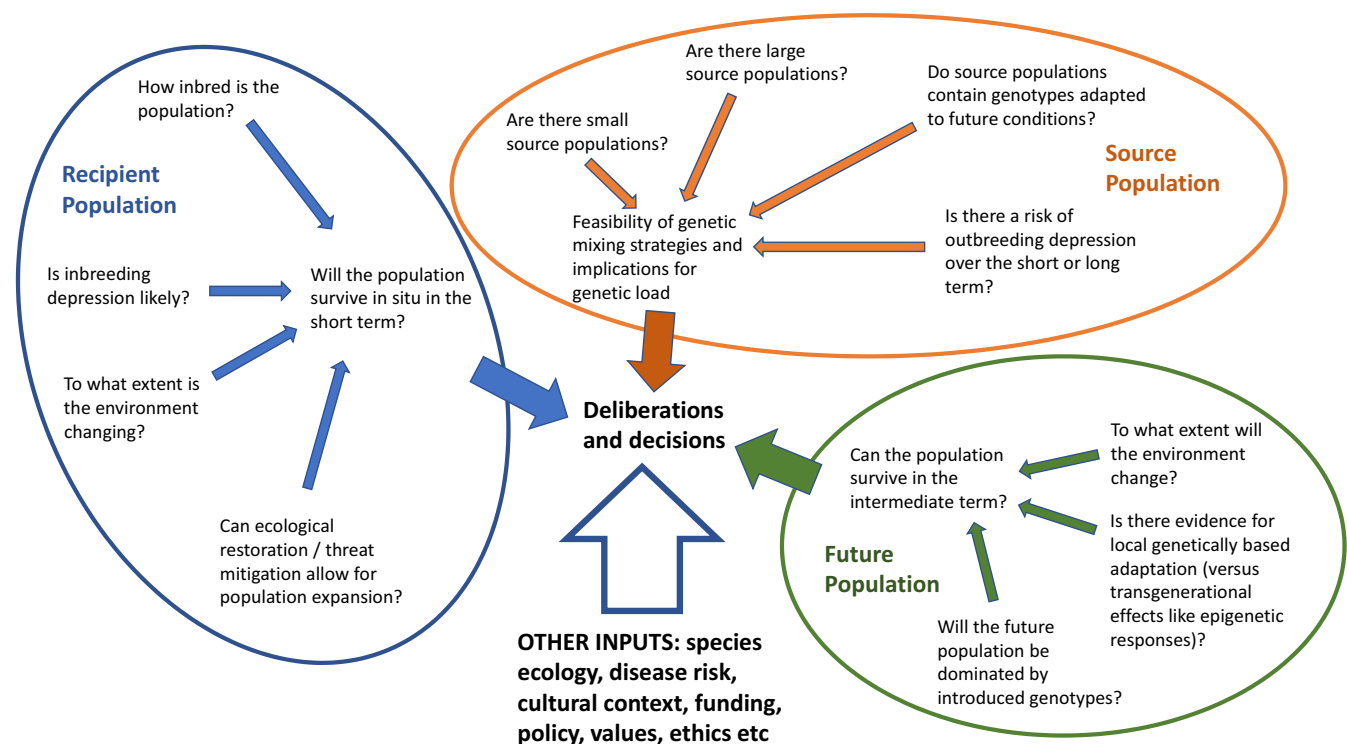 How inbred is the
population?
Recipient
Population
Is inbreeding
depression likely?
Will the population
survive in situ in the
short term?
To what extent is
the environment
changing?
Can ecological
restoration / threat
mitigation allow for
population expansion?
Are there large
source populations?
Do source populations
contain genotypes adapted
to future conditions?
Are there small
source populations?
Source
Population
Feasibility of genetic
mixing strategies and
implications for
genetic load
Is there a risk of
outbreeding depression
over the short or long
term?
Deliberations
and decisions
Can the population
survive in the
intermediate term?
To what extent will
the environment
change?
Is there evidence for
local genetically based
adaptation (versus
transgenerational
effects like epigenetic
responses)?
Future
Population
Will the future
population be
dominated by
introduced genotypes?
OTHER INPUTS: species
ecology, disease risk,
cultural context, funding,
policy, values, ethics etc